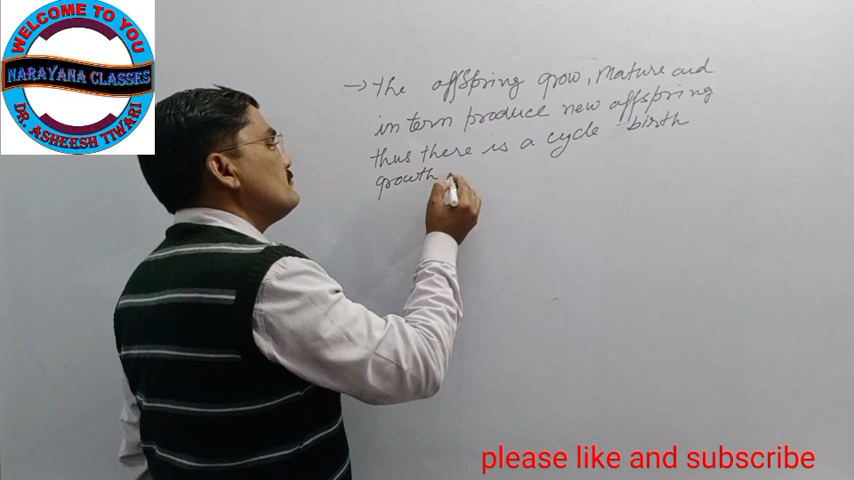 WELCOME TO YOU
NARAYANA CLASSES
DR. ASHEESH TIWARI
→ The offspring grow, Mature and
in tern produce new offspring
thus there is a cycle - birth
growth
please like and subscribe